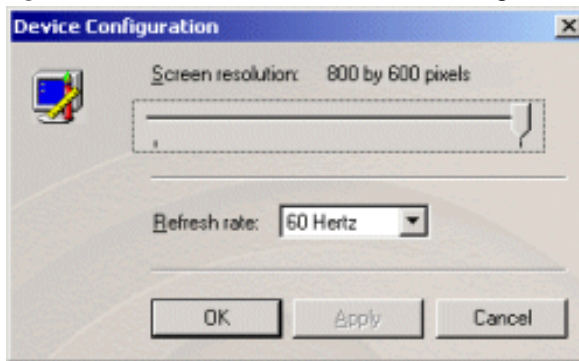 Device Configuration
Screen resolution: 800 by 600 pixels
Refresh rate: 60 Hertz
OK Apply Cancel